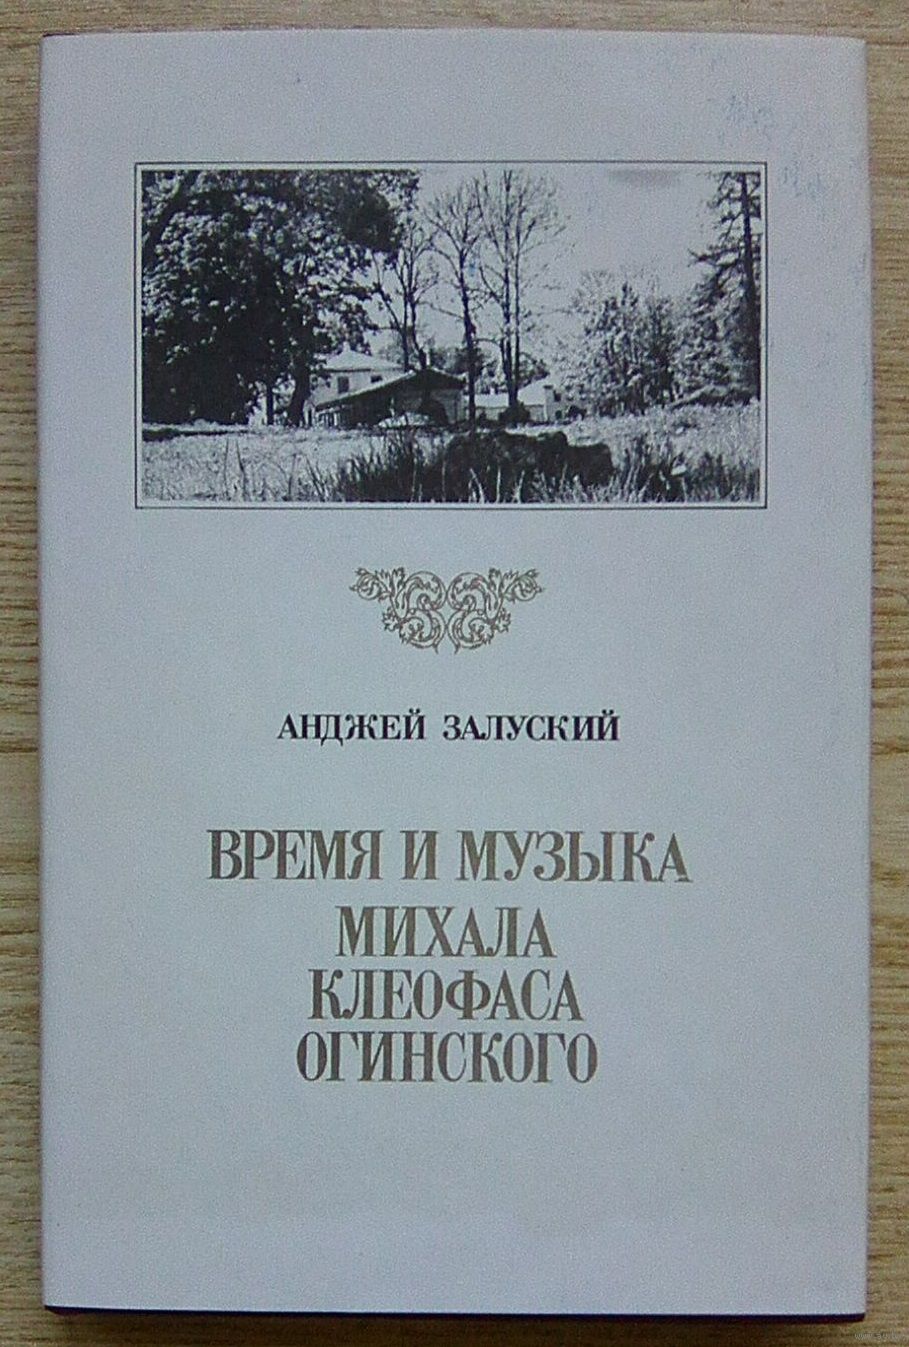 АНДЖЕЙ ЗАЛУСКИЙ
ВРЕМЯ И МУЗЫКА
МИХАЛА
КЛЕОФАСА
ОГИНСКОГО